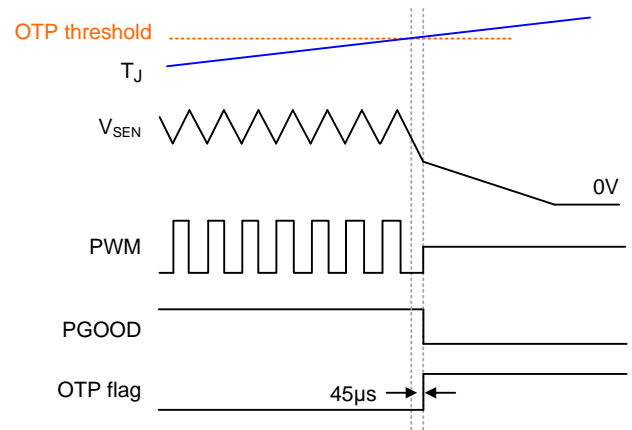 OTP threshold
TJ
VSEN
0V
PWM
PGOOD
OTP flag
45µs